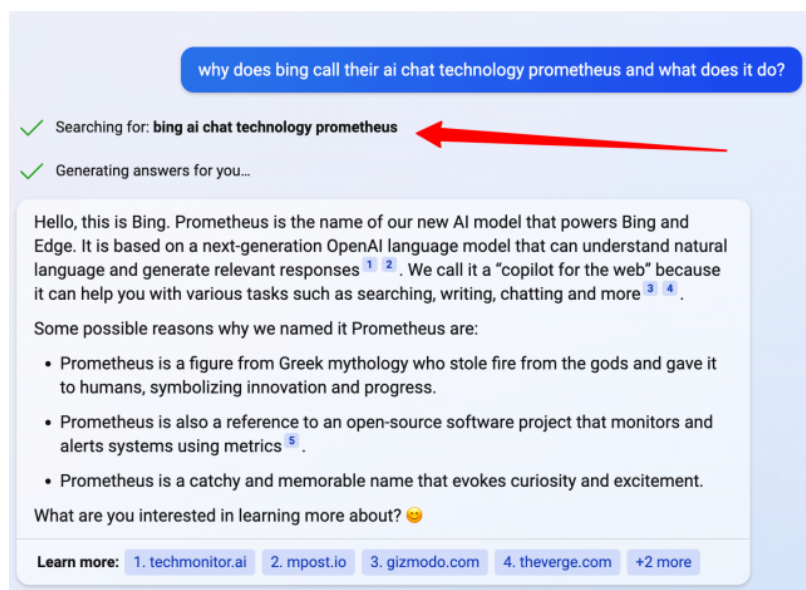 why does bing call their ai chat technology prometheus and what does it do?
Searching for: bing ai chat technology prometheus
Generating answers for you...
Hello, this is Bing. Prometheus is the name of our new AI model that powers Bing and
Edge. It is based on a next-generation OpenAI language model that can understand natural
language and generate relevant responses 1 2 . We call it a “copilot for the web” because
it can help you with various tasks such as searching, writing, chatting and more 3 4 .
Some possible reasons why we named it Prometheus are:
• Prometheus is a figure from Greek mythology who stole fire from the gods and gave it
to humans, symbolizing innovation and progress.
• Prometheus is also a reference to an open-source software project that monitors and
alerts systems using metrics 5 .
• Prometheus is a catchy and memorable name that evokes curiosity and excitement.
What are you interested in learning more about? 😊
Learn more: 1. techmonitor.ai 2. mpost.io 3. gizmodo.com 4. theverge.com +2 more